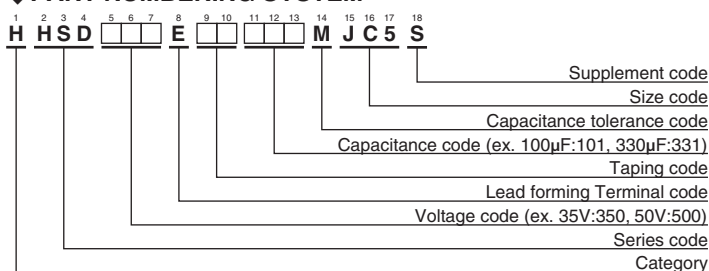 PART NUMBERING SYSTEM
1 2 3 4 5 6 7 8 9 10 11 12 13 14 15 16 17 18
H HSD E M JC5 S
Supplement code
Size code
Capacitance tolerance code
Capacitance code (ex. 100µF:101, 330µF:331)
Taping code
Lead forming Terminal code
Voltage code (ex. 35V:350, 50V:500)
Series code
Category